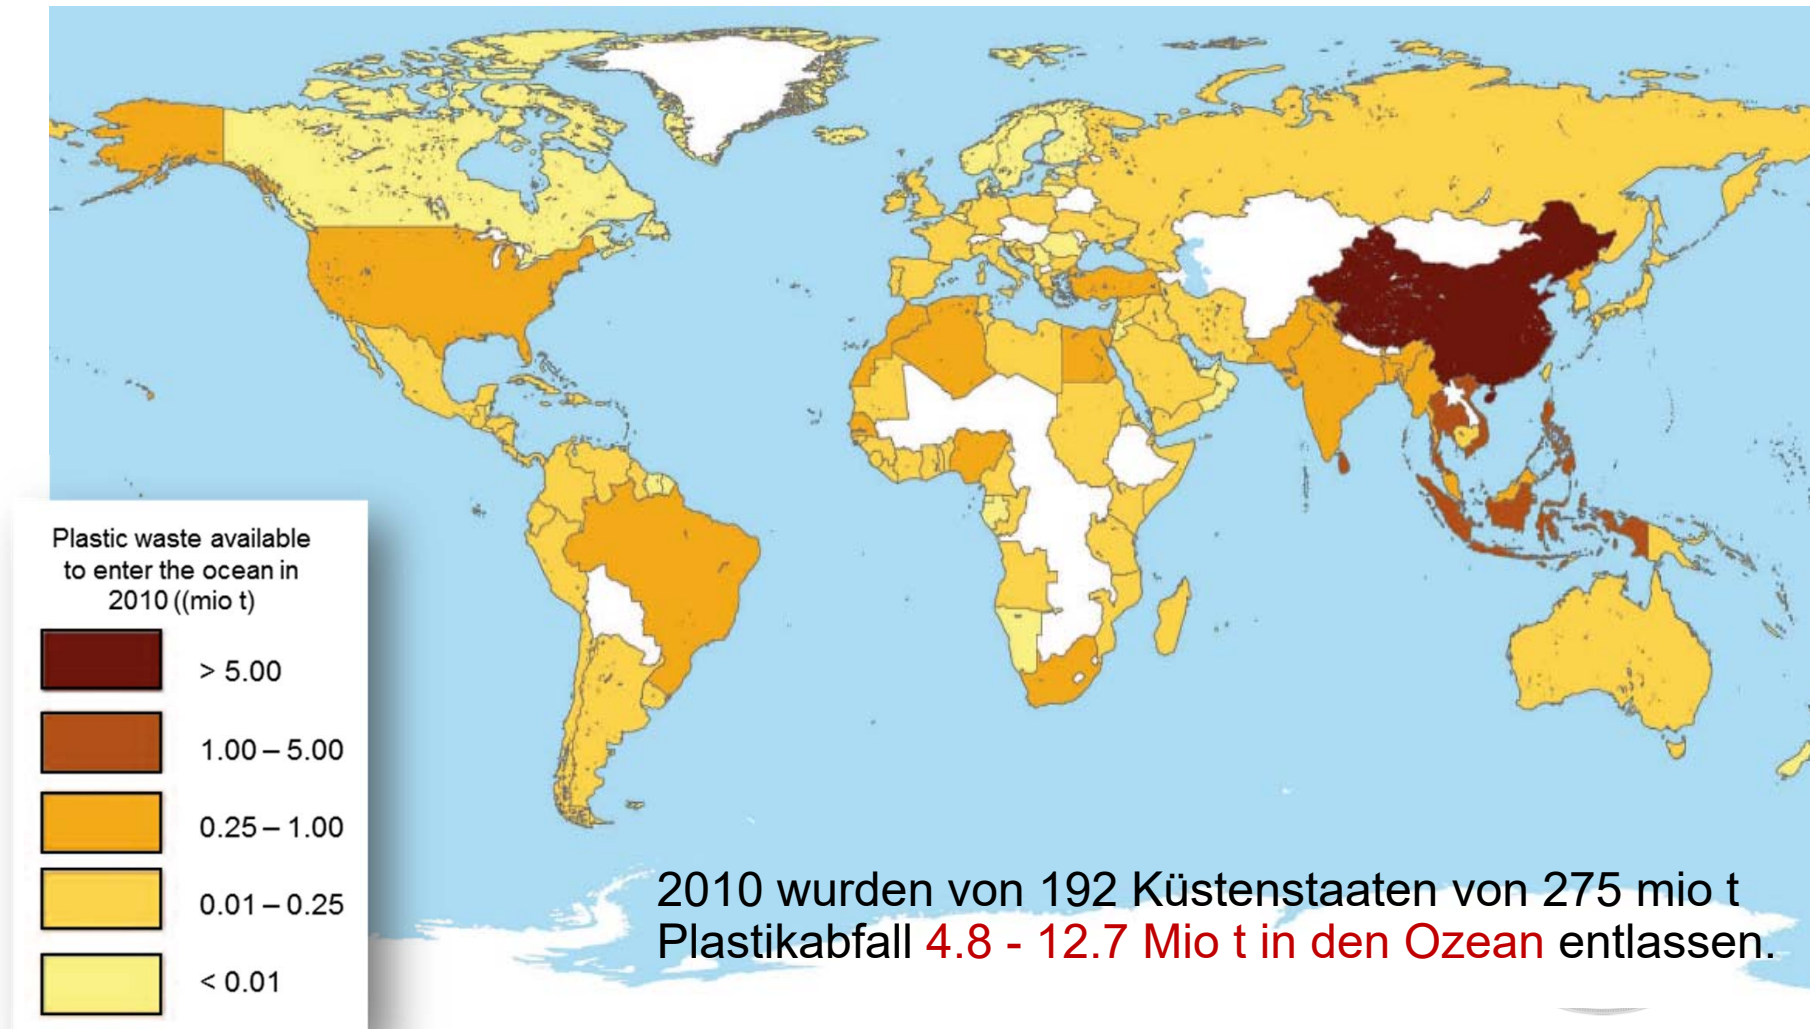 Plastic waste available
to enter the ocean in
2010 ((mio t)
> 5.00
1.00 – 5.00
0.25 – 1.00
0.01 – 0.25
< 0.01
2010 wurden von 192 Küstenstaaten von 275 mio t
Plastikabfall 4.8 - 12.7 Mio t in den Ozean entlassen.